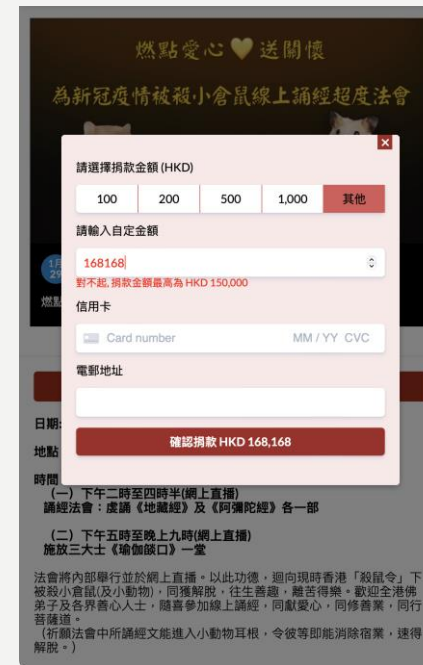 燃點愛心🧡送關懷
為新冠疫情被殺小倉鼠線上誦經超度法會
請選擇捐款金額 (HKD)
100 200 500 1,000 其他
請輸入自定金額
168168
對不起, 捐款金額最高為 HKD 150,000
1月
29
燃點
信用卡
Card number MM / YY CVC
電郵地址
確認捐款 HKD 168,168
日期:
地點
時間
（一）下午二時至四時半(網上直播)
誦經法會：虔誦《地藏經》及《阿彌陀經》各一部
（二）下午五時至晚上九時(網上直播)
施放三大士《瑜伽燄口》一堂
法會將內部舉行並於網上直播。以此功德，迴向現時香港「殺鼠令」下
被殺小倉鼠(及小動物)，同獲解脫，往生善趣，離苦得樂。歡迎全港佛
弟子及各界善心人士，隨喜參加線上誦經，同獻愛心，同修善業，同行
菩薩道。
（祈願法會中所誦經文能進入小動物耳根，令彼等即能消除宿業，速得
解脫。）